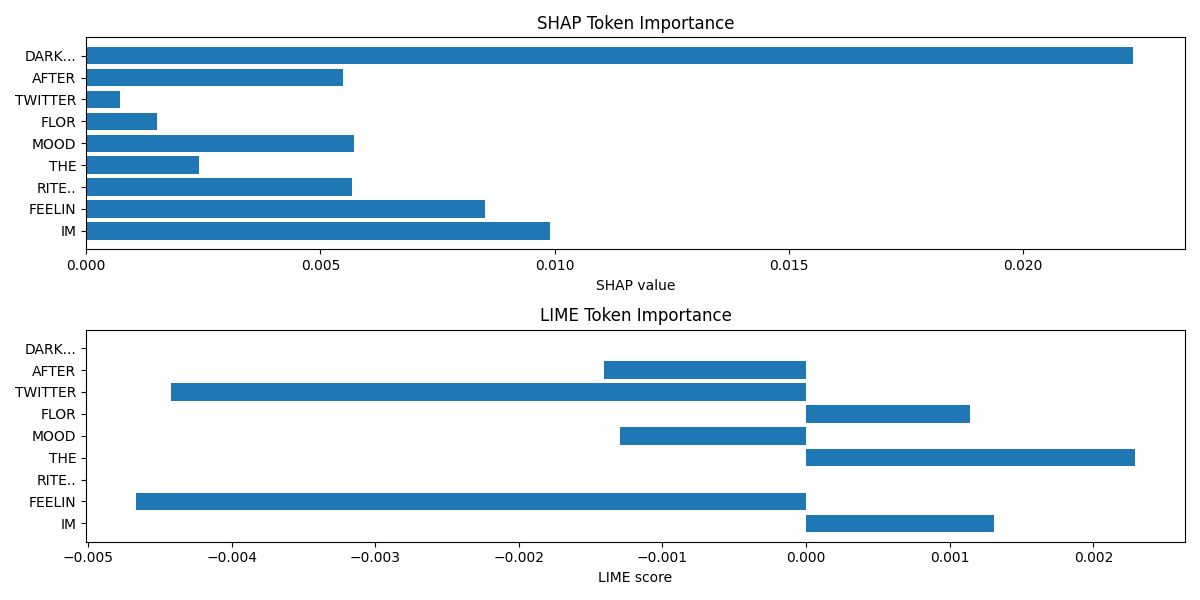 SHAP Token Importance
DARK...
AFTER
TWITTER
FLOR
MOOD
THE
RITE..
FEELIN
IM
0.000 0.005 0.010 0.015 0.020
SHAP value
LIME Token Importance
DARK...
AFTER
TWITTER
FLOR
MOOD
THE
RITE..
FEELIN
IM
−0.005 −0.004 −0.003 −0.002 −0.001 0.000 0.001 0.002
LIME score